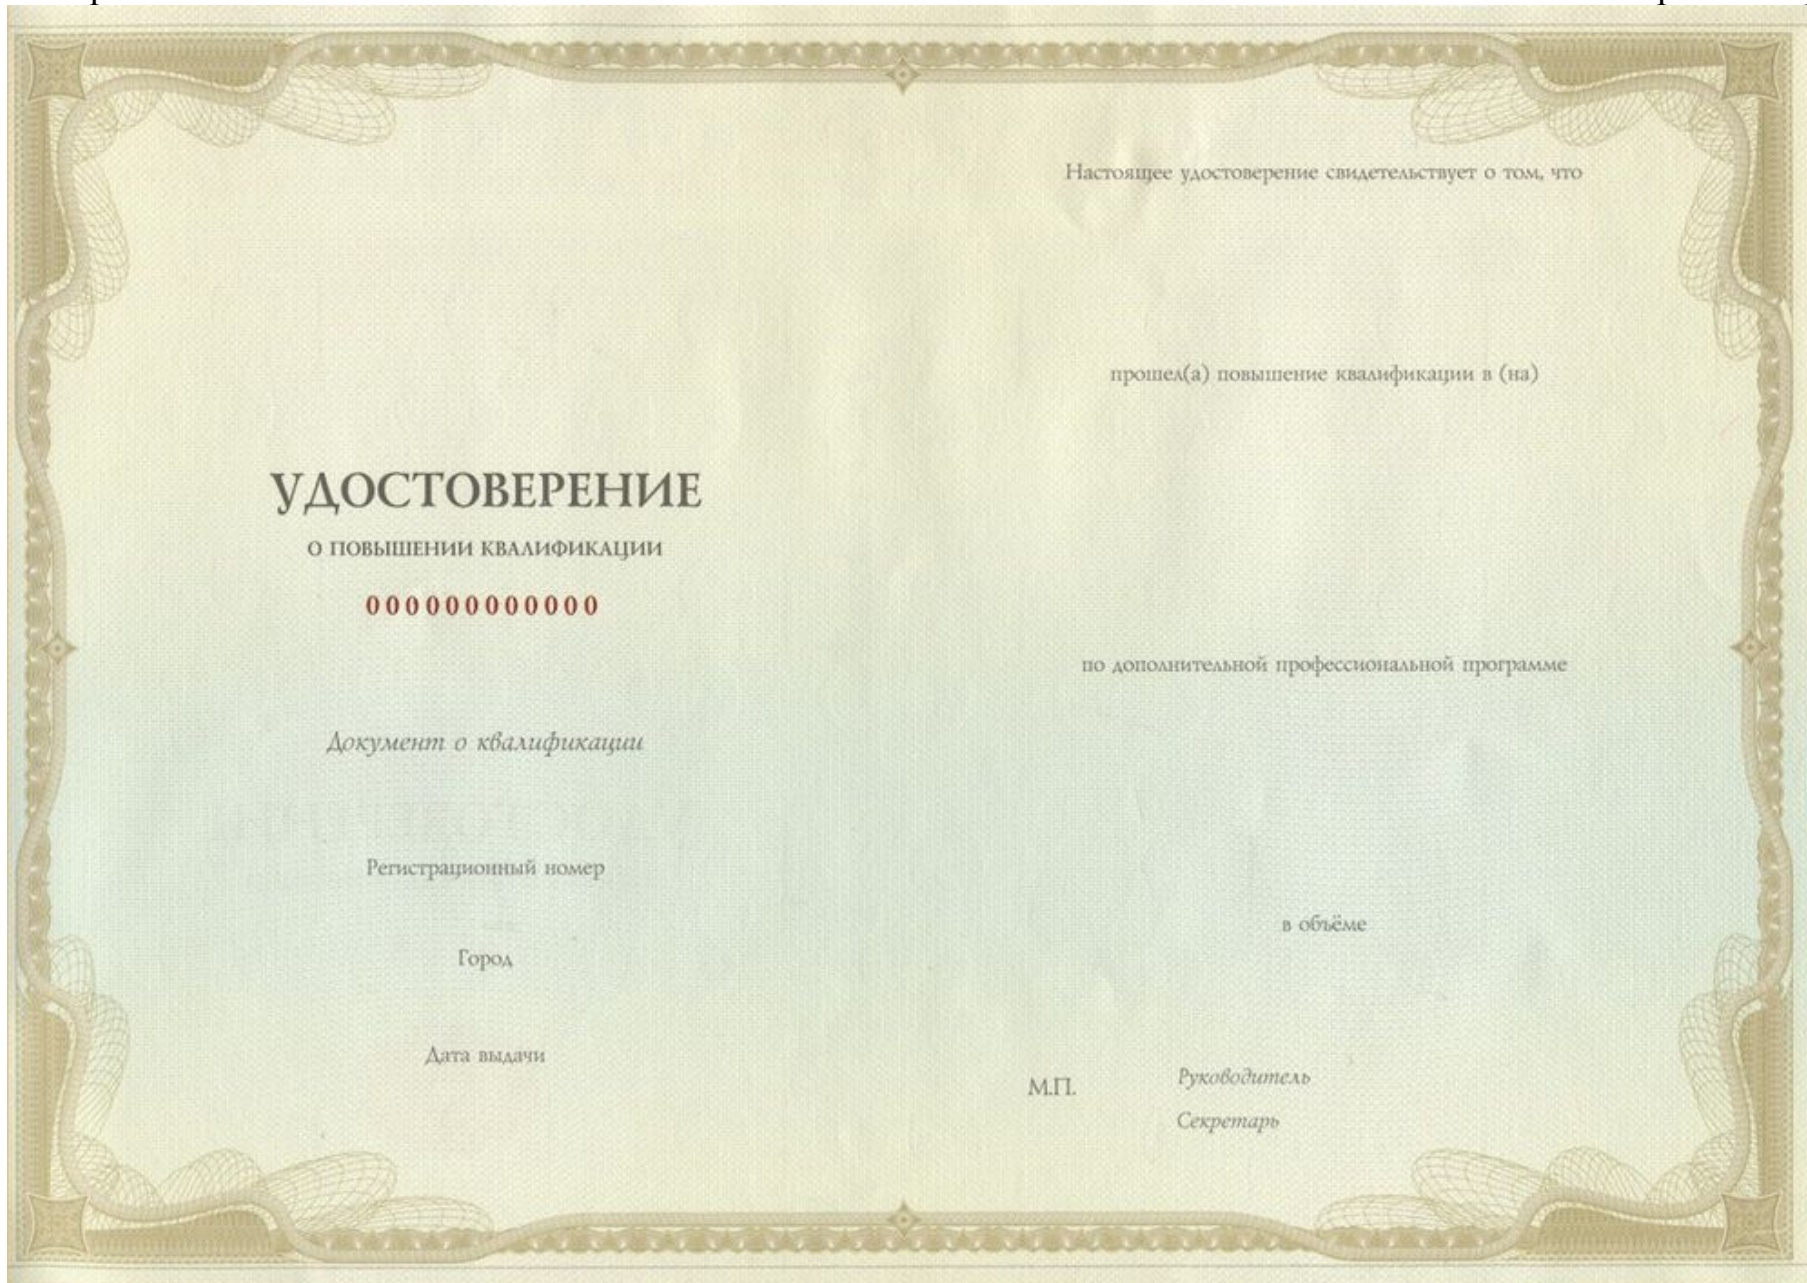 УДОСТОВЕРЕНИЕ
О ПОВЫШЕНИИ КВАЛИФИКАЦИИ
000000000000
Документ о квалификации
Регистрационный номер
Город
Дата выдачи
Настоящее удостоверение свидетельствует о том, что
прошел(а) повышение квалификации в (на)
по дополнительной профессиональной программе
в объёме
М.П.
Руководитель
Секретарь